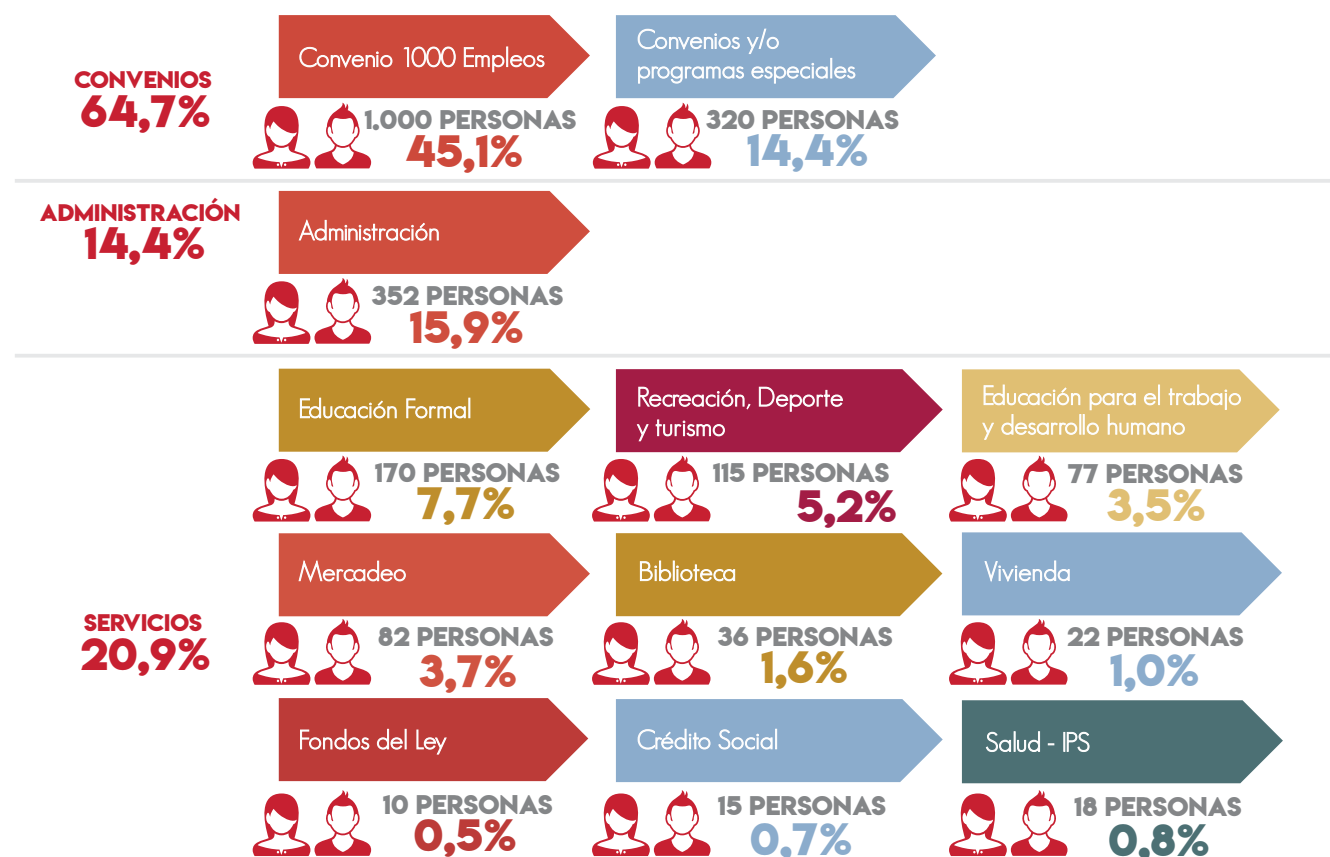 CONVENIOS
64,7%
Convenio 1000 Empleos
1.000 PERSONAS
45,1%
Convenios y/o
programas especiales
320 PERSONAS
14,4%
ADMINISTRACIÓN
14,4%
Administración
352 PERSONAS
15,9%
SERVICIOS
20,9%
Educación Formal
170 PERSONAS
7,7%
Recreación, Deporte
y turismo
115 PERSONAS
5,2%
Educación para el trabajo
y desarrollo humano
77 PERSONAS
3,5%
Mercadeo
82 PERSONAS
3,7%
Biblioteca
36 PERSONAS
1,6%
Vivienda
22 PERSONAS
1,0%
Fondos del Ley
10 PERSONAS
0,5%
Crédito Social
15 PERSONAS
0,7%
Salud - IPS
18 PERSONAS
0,8%